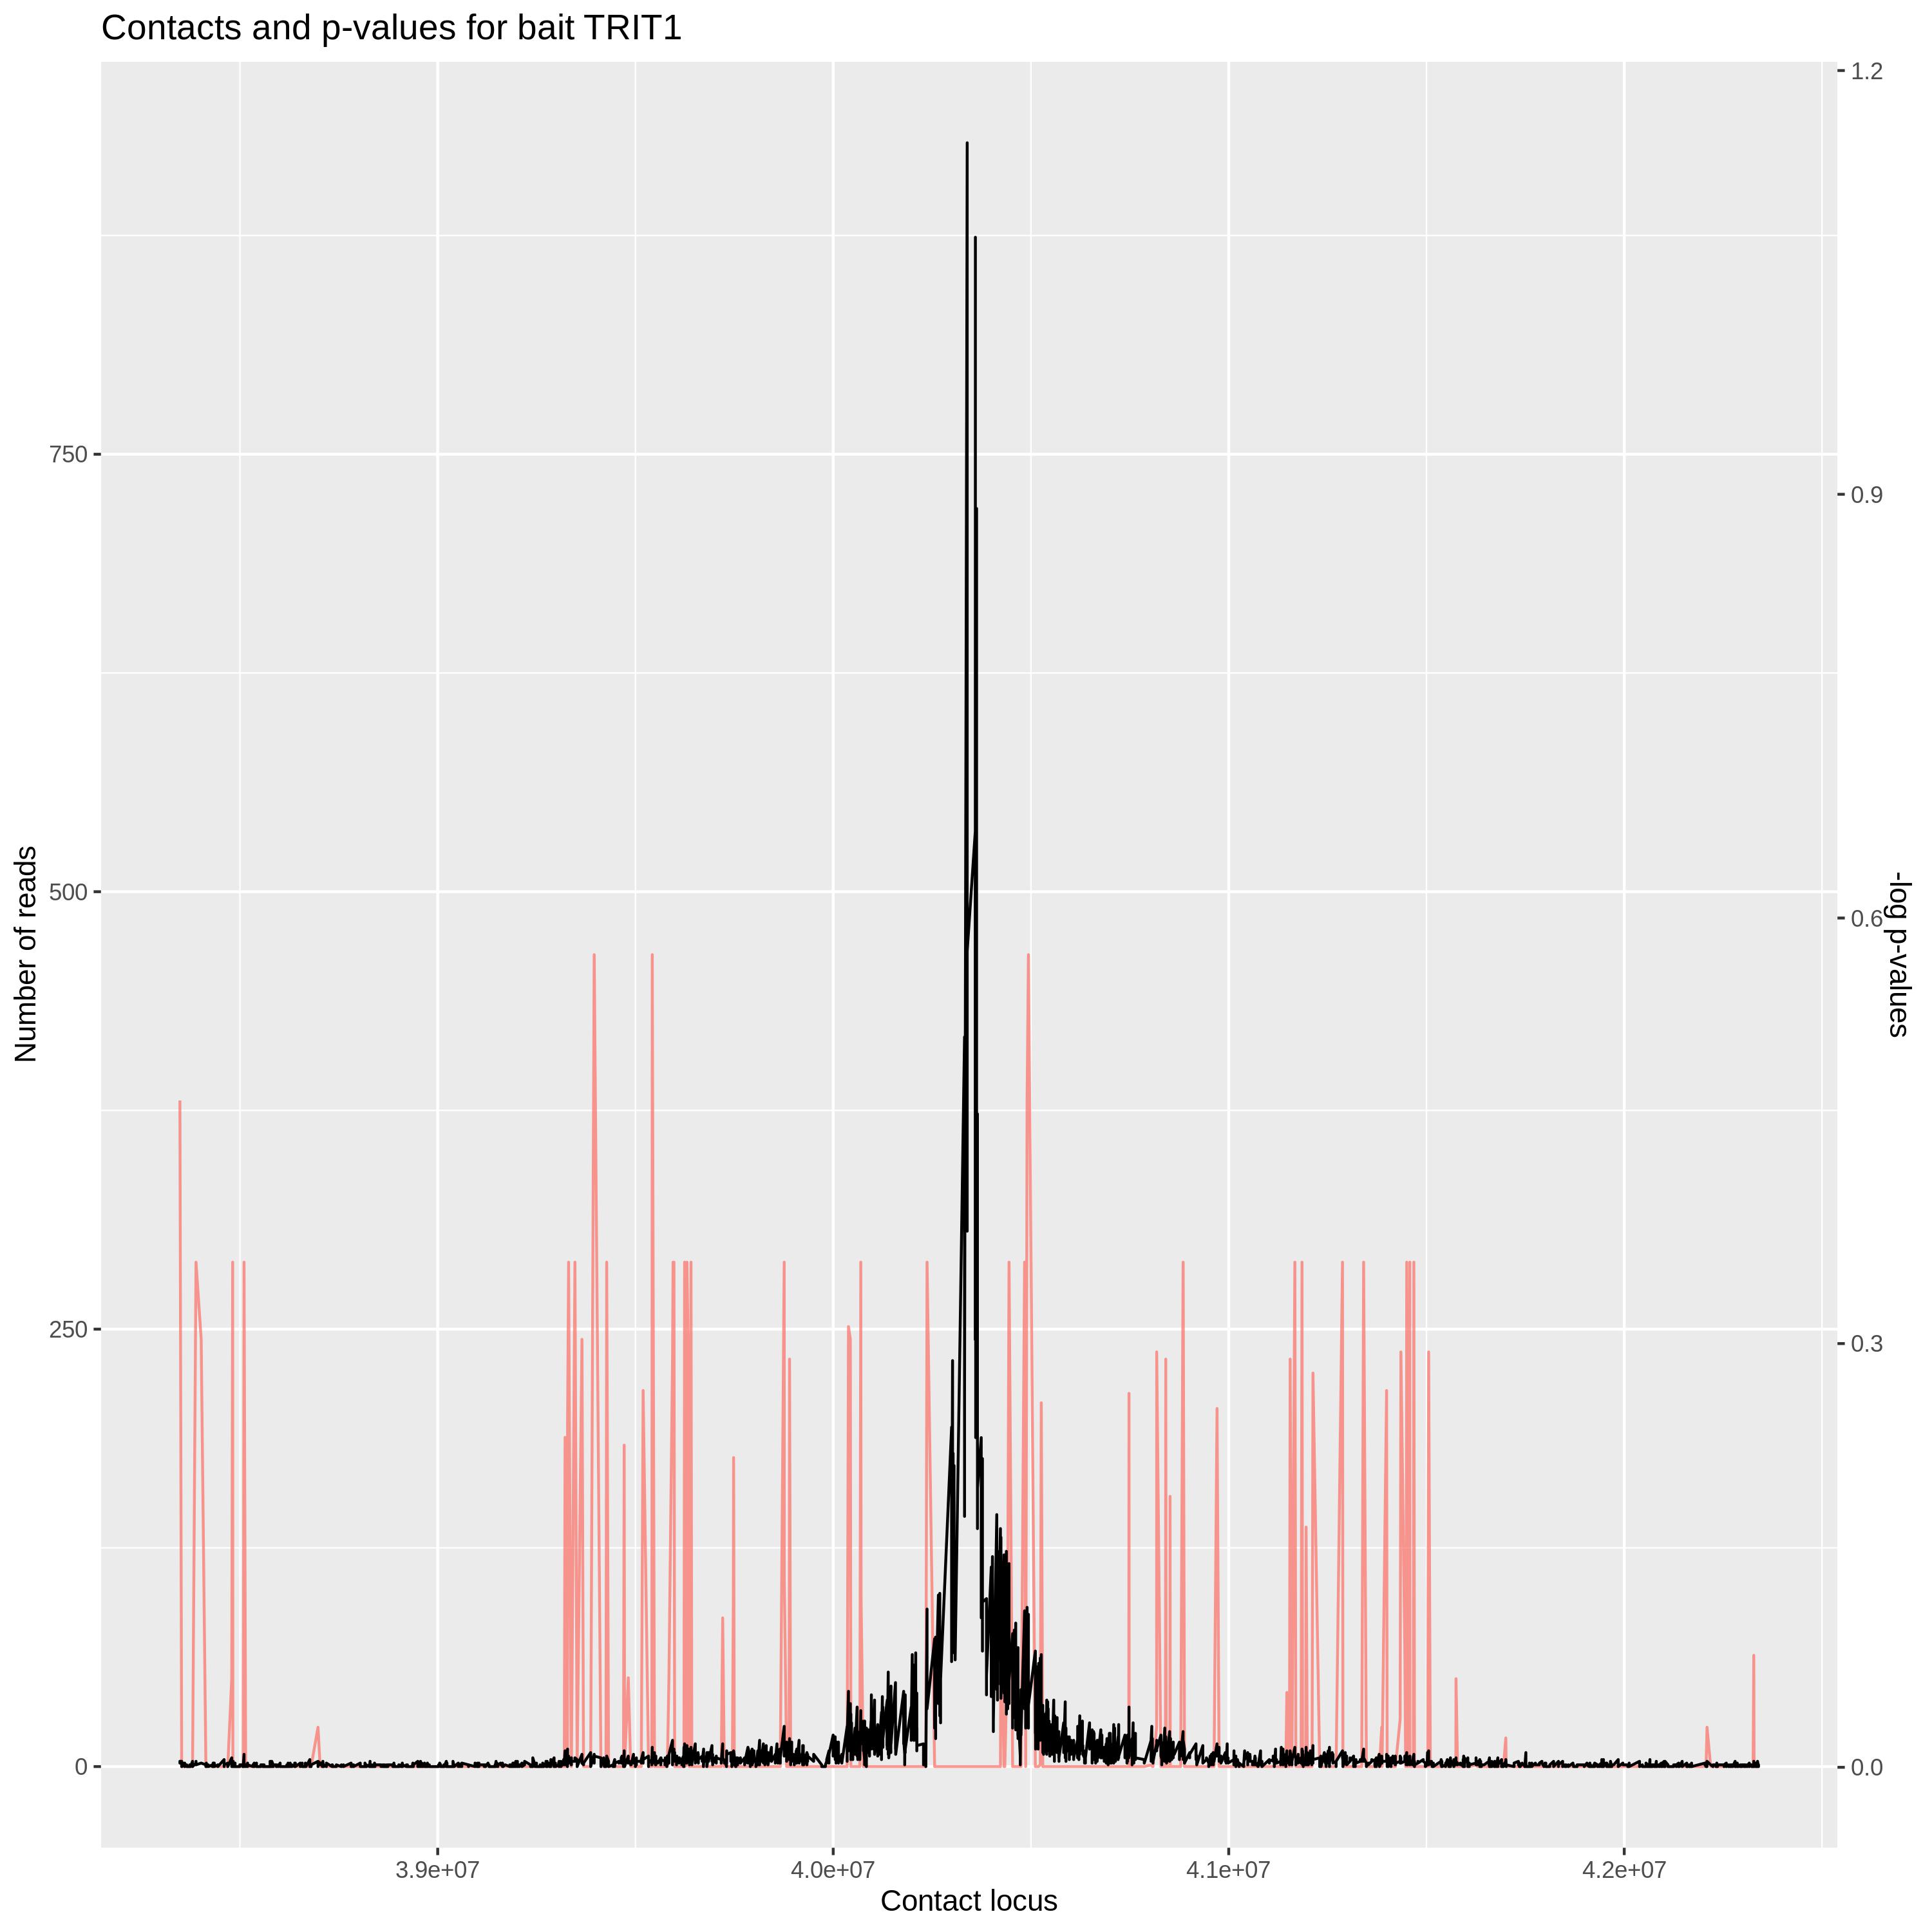 Contacts and p-values for bait TRIT1
1.2
750
0.9
Number of reads
500
0.6
-log p-values
250
0.3
0
0.0
3.9e+07
4.0e+07
4.1e+07
4.2e+07
Contact locus